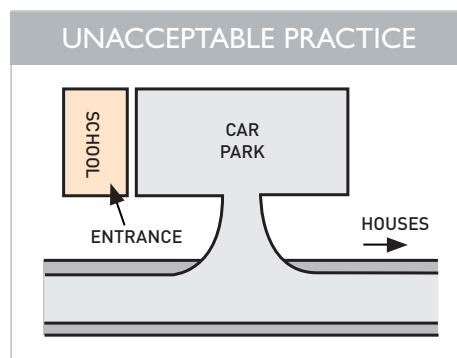 UNACCEPTABLE PRACTICE
SCHOOL
CAR
PARK
ENTRANCE
HOUSES